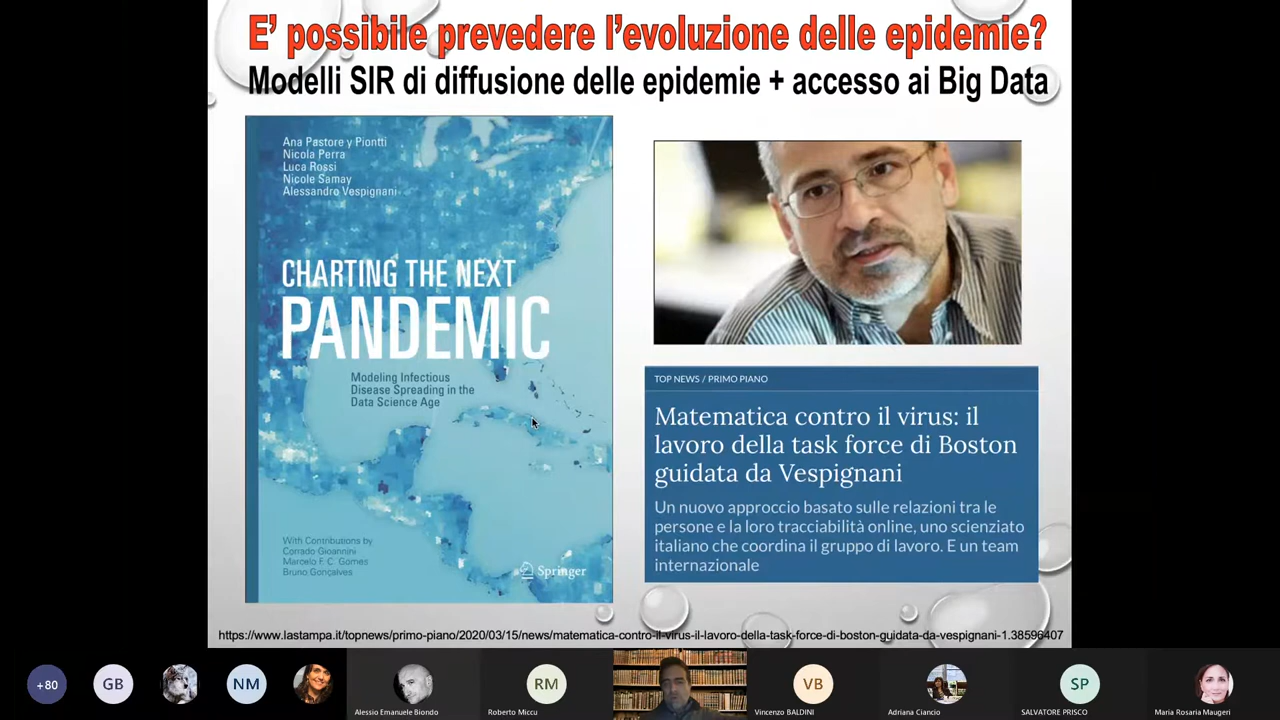 E' possibile prevedere l'evoluzione delle epidemie?
Modelli SIR di diffusione delle epidemie + accesso ai Big Data
Ana Pastore y Piontti
Nicola Perra
Luca Rossi
Nicole Samay
Alessandro Vespignani
CHARTING THE NEXT
PANDEMIC
Modeling Infectious
Disease Spreading in the
Data Science Age
With Contributions by
Corrado Gioannini
Marcelo F. C. Gomes
Bruno Gonçalves
Springer
TOP NEWS / PRIMO PIANO
Matematica contro il virus: il
lavoro della task force di Boston
guidata da Vespignani
Un nuovo approccio basato sulle relazioni tra le
persone e la loro tracciabilità online, uno scienziato
italiano che coordina il gruppo di lavoro. E un team
internazionale
https://www.lastampa.it/topnews/primo-piano/2020/03/15/news/matematica-contro-il-virus-il-lavoro-della-task-force-di-boston-guidata-da-vespignani-1.38596407
+80
GB
NM
Alessio Emanuele Biondo
RM
Roberto Miccu
VB
Vincenzo BALDINI
Adriana Ciancio
SP
SALVATORE PRISCO
Maria Rosaria Maugeri